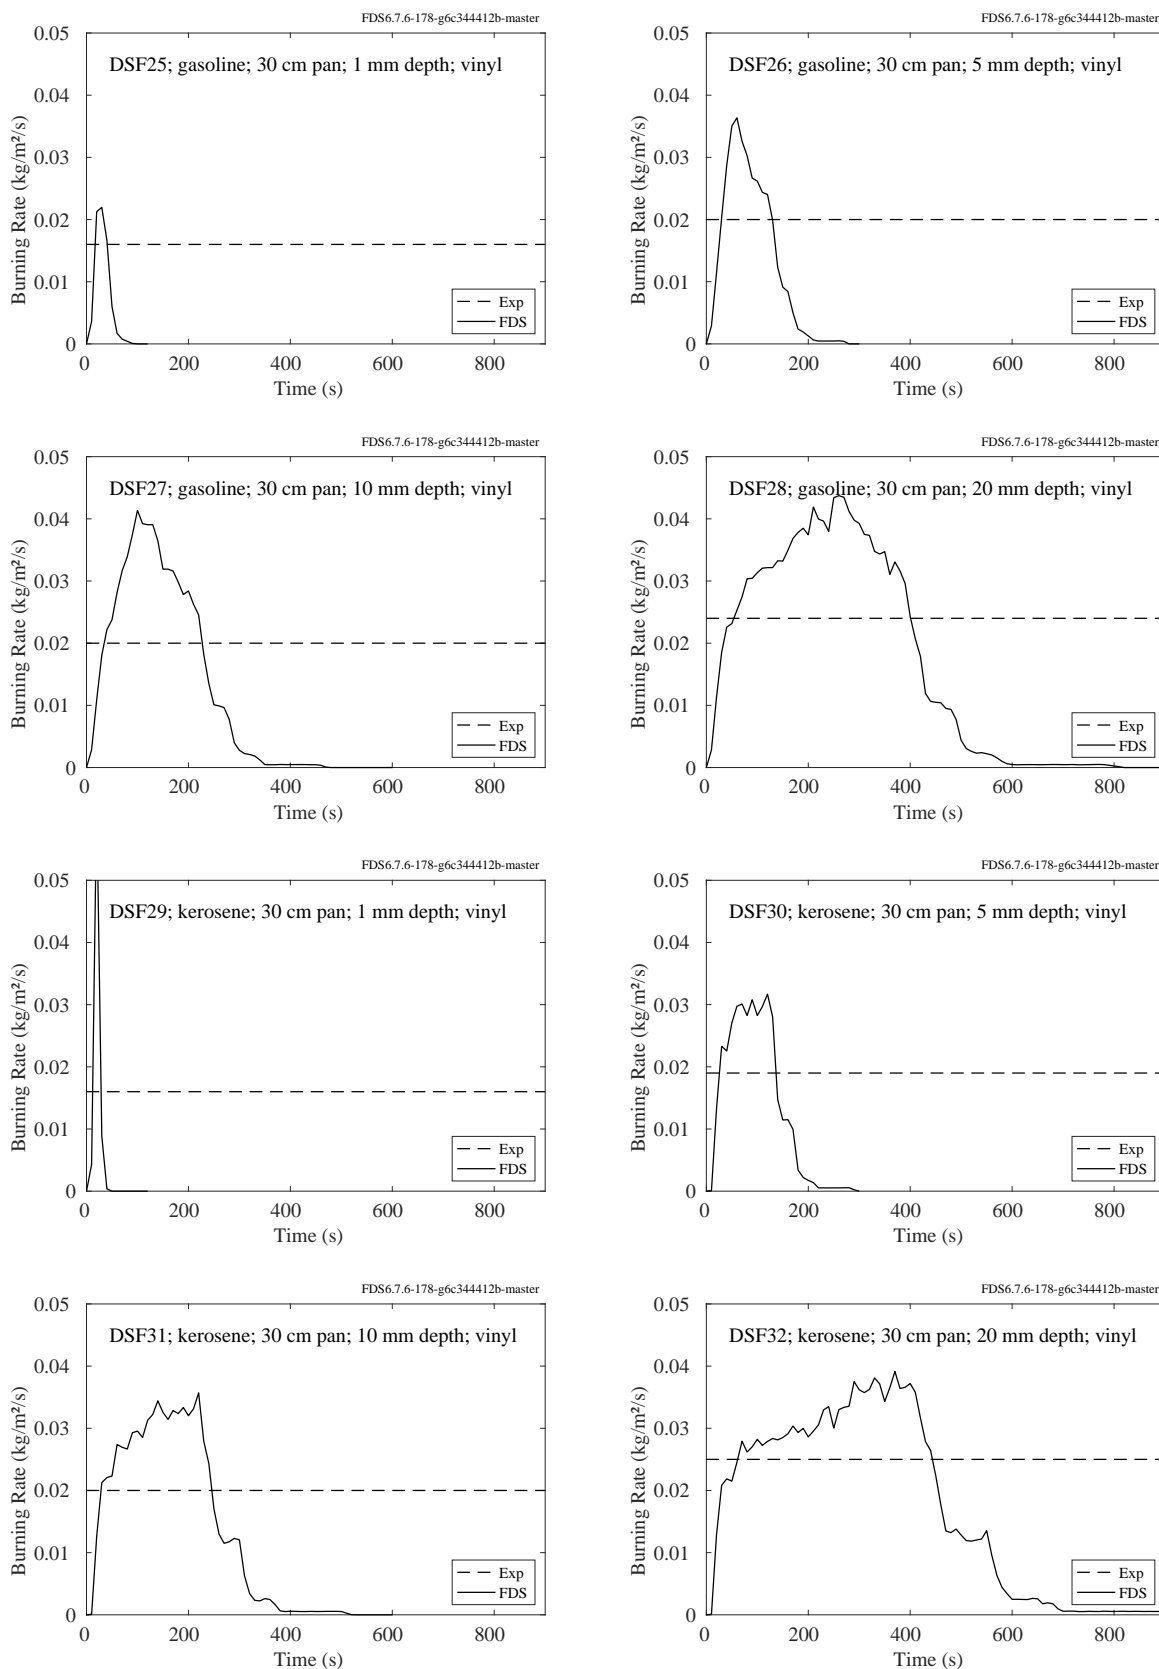 FDS6.7.6-178-g6c344412b-master
DSF25; gasoline; 30 cm pan; 1 mm depth; vinyl
Burning Rate (kg/m²/s)
0.05
0.04
0.03
0.02
0.01
0
0 200 400 600 800
Time (s)
Exp
FDS
FDS6.7.6-178-g6c344412b-master
DSF26; gasoline; 30 cm pan; 5 mm depth; vinyl
Burning Rate (kg/m²/s)
0.05
0.04
0.03
0.02
0.01
0
0 200 400 600 800
Time (s)
Exp
FDS
FDS6.7.6-178-g6c344412b-master
DSF27; gasoline; 30 cm pan; 10 mm depth; vinyl
Burning Rate (kg/m²/s)
0.05
0.04
0.03
0.02
0.01
0
0 200 400 600 800
Time (s)
Exp
FDS
FDS6.7.6-178-g6c344412b-master
DSF28; gasoline; 30 cm pan; 20 mm depth; vinyl
Burning Rate (kg/m²/s)
0.05
0.04
0.03
0.02
0.01
0
0 200 400 600 800
Time (s)
Exp
FDS
FDS6.7.6-178-g6c344412b-master
DSF29; kerosene; 30 cm pan; 1 mm depth; vinyl
Burning Rate (kg/m²/s)
0.05
0.04
0.03
0.02
0.01
0
0 200 400 600 800
Time (s)
Exp
FDS
FDS6.7.6-178-g6c344412b-master
DSF30; kerosene; 30 cm pan; 5 mm depth; vinyl
Burning Rate (kg/m²/s)
0.05
0.04
0.03
0.02
0.01
0
0 200 400 600 800
Time (s)
Exp
FDS
FDS6.7.6-178-g6c344412b-master
DSF31; kerosene; 30 cm pan; 10 mm depth; vinyl
Burning Rate (kg/m²/s)
0.05
0.04
0.03
0.02
0.01
0
0 200 400 600 800
Time (s)
Exp
FDS
FDS6.7.6-178-g6c344412b-master
DSF32; kerosene; 30 cm pan; 20 mm depth; vinyl
Burning Rate (kg/m²/s)
0.05
0.04
0.03
0.02
0.01
0
0 200 400 600 800
Time (s)
Exp
FDS